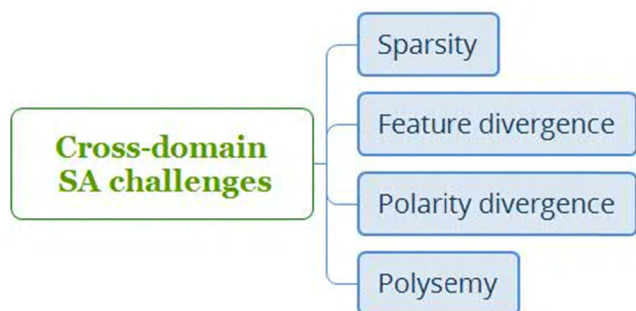 Cross-domain
SA challenges
Sparsity
Feature divergence
Polarity divergence
Polysemy